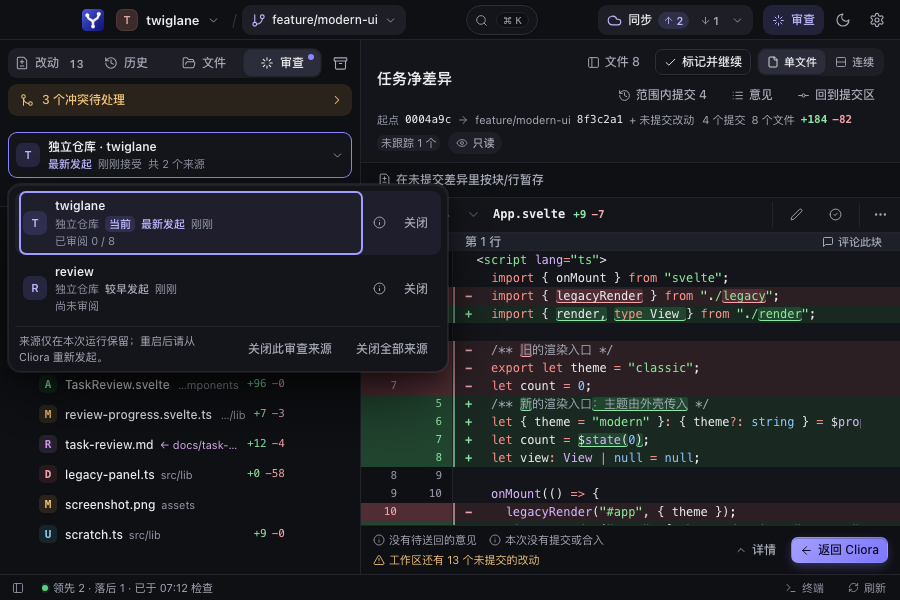 T twiglane / feature/modern-ui ⌘ K 同步 ↑ 2 ↓ 1 审查
改动 13 历史 文件 审查
3 个冲突待处理
T 独立仓库 · twiglane
最新发起 刚刚接受 共 2 个来源
T twiglane
独立仓库 当前 最新发起 刚刚
已审阅 0 / 8
关闭
R review
独立仓库 较早发起 刚刚
尚未审阅
关闭
来源仅在本次运行保留；重启后请从
Cliora 重新发起。
关闭此审查来源 关闭全部来源
A TaskReview.svelte …mponents +96 −0
M review-progress.svelte.ts …/lib +7 −3
R task-review.md ← docs/task-… +12 −4
D legacy-panel.ts src/lib +0 −58
M screenshot.png assets
U scratch.ts src/lib +9 −0
任务净差异
文件 8 标记并继续 单文件 连续
范围内提交 4 意见 回到提交区
起点 0004a9c → feature/modern-ui 8f3c2a1 + 未提交改动 4 个提交 8 个文件 +184 −82
未跟踪 1 个 只读
在未提交差异里按块/行暂存
App.svelte +9 −7
第 1 行 评论此块
<script lang="ts">
import { onMount } from "svelte";
− import { legacyRender } from "./legacy";
+ import { render, type View } from "./render";
− /** 旧的渲染入口 */
− export let theme = "classic";
7 − let count = 0;
5 + /** 新的渲染入口：主题由外壳传入 */
6 + let { theme = "modern" }: { theme?: string } = $pro
7 + let count = $state(0);
8 + let view: View | null = null;
8 9
9 10 onMount(() => {
10 − legacyRender("#app", { theme });
没有待送回的意见 本次没有提交或合入
工作区还有 13 个未提交的改动
详情 返回 Cliora
领先 2 · 落后 1 · 已于 07:12 检查 终端 刷新